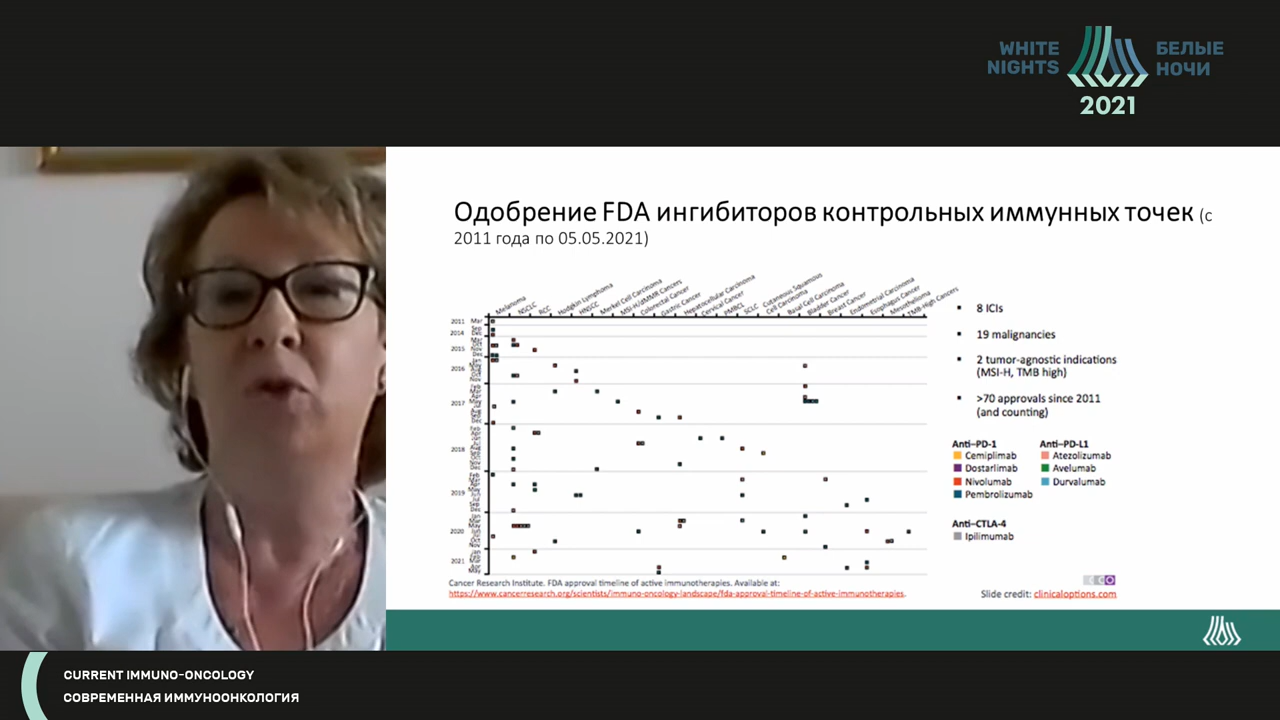 WHITE
NIGHTS
БЕЛЫЕ
НОЧИ
2021
Одобрение FDA ингибиторов контрольных иммунных точек (с
2011 года по 05.05.2021)
Melanoma
NSCLC
RCC
Hodgkin Lymphoma
HNSCC
Merkel Cell Carcinoma
MSI-H/dMMR Cancers
Colorectal Cancer
Gastric Cancer
Hepatocellular Carcinoma
Cervical Cancer
PMBCL
SCLC
Cutaneous Squamous
Cell Carcinoma
Basal Cell Carcinoma
Bladder Cancer
Breast Cancer
Endometrial Carcinoma
Esophagus Cancer
Mesothelioma
TMB-High Cancers
2011
2014
2015
2016
2017
2018
2019
2020
2021
▪ 8 ICIs
▪ 19 malignancies
▪ 2 tumor-agnostic indications
(MSI-H, TMB high)
▪ >70 approvals since 2011
(and counting)
Anti–PD-1
Cemiplimab
Dostarlimab
Nivolumab
Pembrolizumab
Anti–PD-L1
Atezolizumab
Avelumab
Durvalumab
Anti–CTLA-4
Ipilimumab
Cancer Research Institute. FDA approval timeline of active immunotherapies. Available at:
https://www.cancerresearch.org/scientists/immuno-oncology-landscape/fda-approval-timeline-of-active-immunotherapies.
CCO
Slide credit: clinicaloptions.com
CURRENT IMMUNO-ONCOLOGY
СОВРЕМЕННАЯ ИММУНООНКОЛОГИЯ